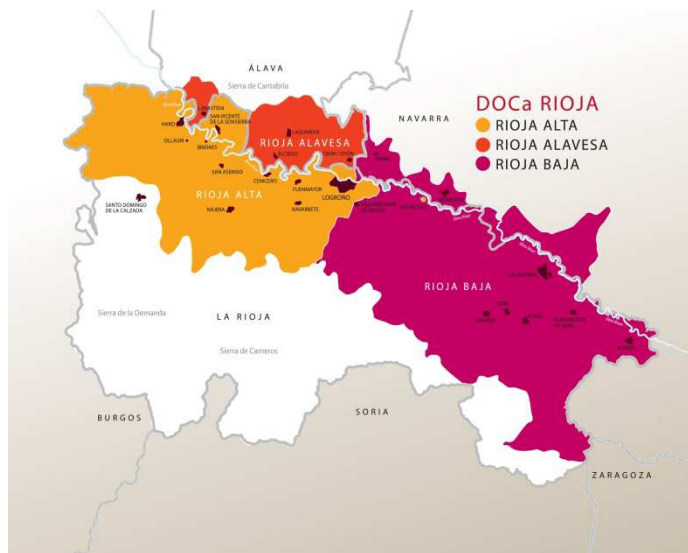 ÁLAVA
Sierra de Cantabria
NAVARRA
DOCa RIOJA
RIOJA ALTA
RIOJA ALAVESA
RIOJA BAJA
LABASTIDA
HARO
SAN VICENTE
DE LA SONSIERRA
OLLAURI
BRIONES
LAGUARDIA
RIOJA ALAVESA
ELCIEGO
SAN ASENSIO
CENICERO
FUENMAYOR
LOGROÑO
RIOJA ALTA
SANTO DOMINGO
DE LA CALZADA
NÁJERA
NAVARRETE
RIOJA BAJA
CALAHORRA
LA RIOJA
Sierra de la Demanda
Sierra de Cameros
BURGOS
SORIA
ZARAGOZA